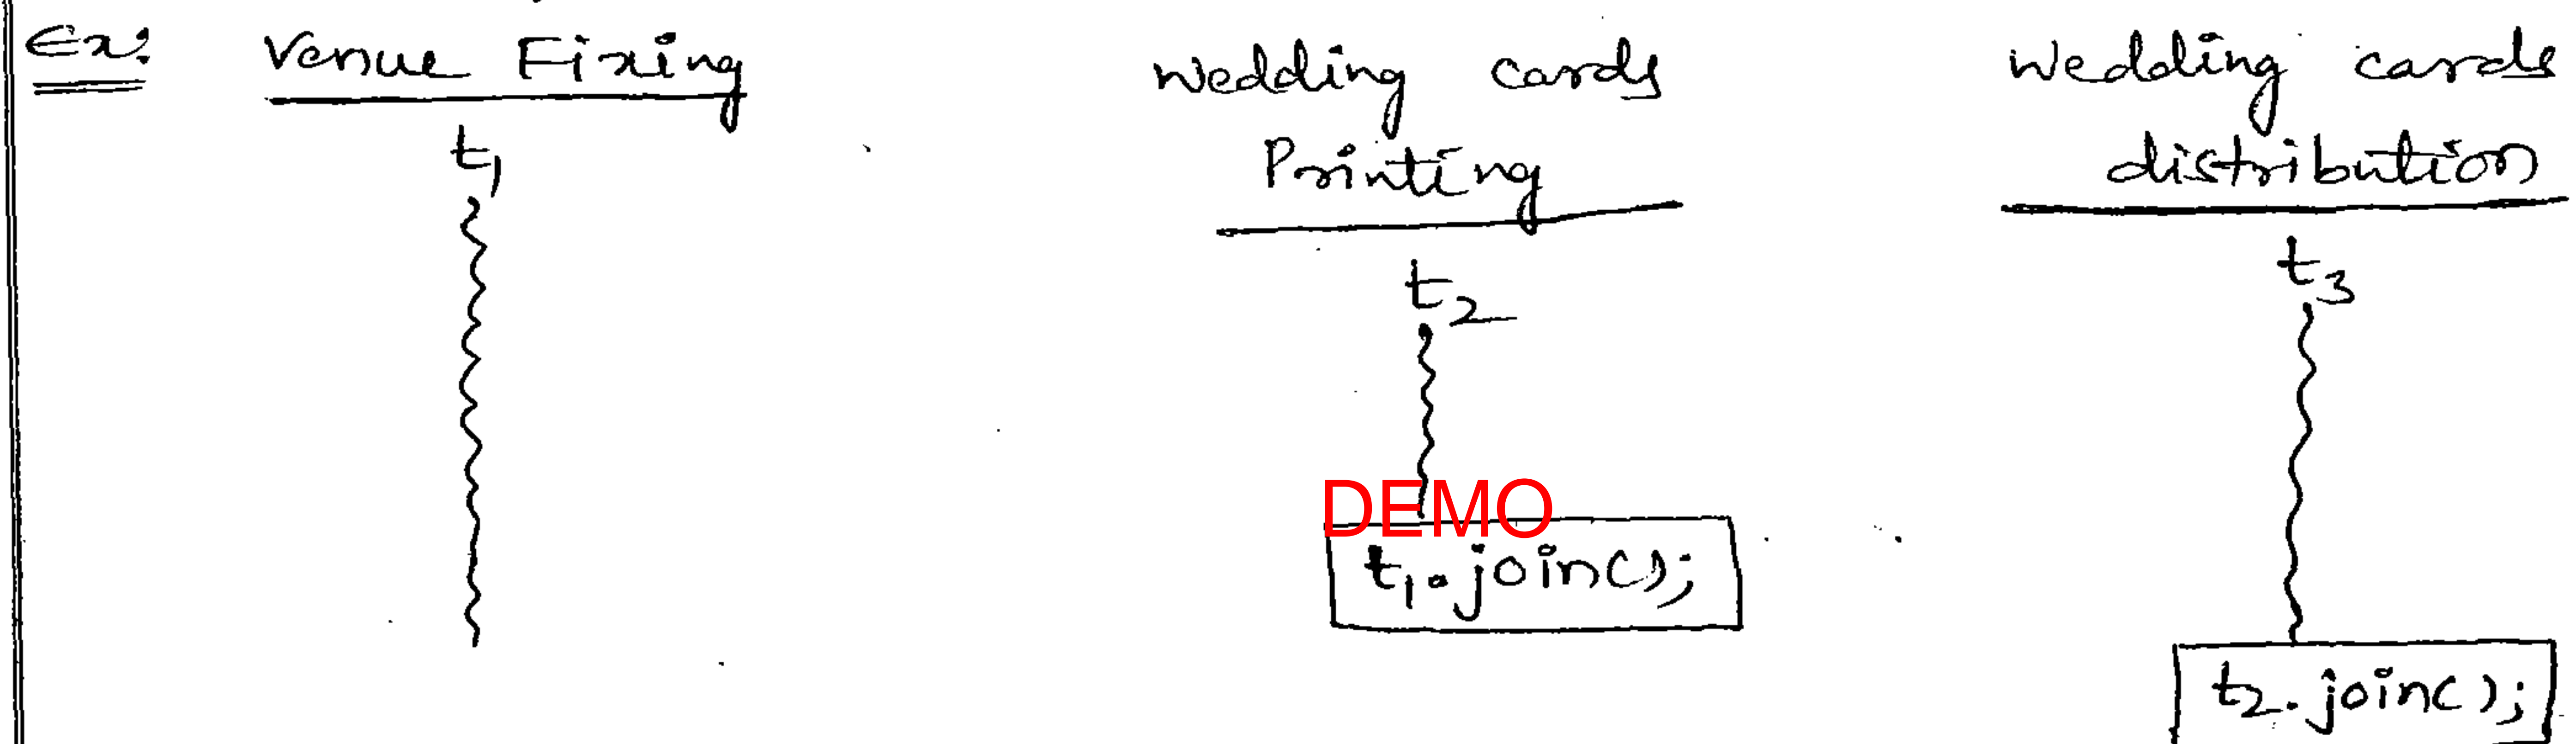 Ex:
Venue Fixing
t1
Wedding cards
Printing
t2
DEMO
t1.join();
Wedding cards
distribution
t3
t2.join();